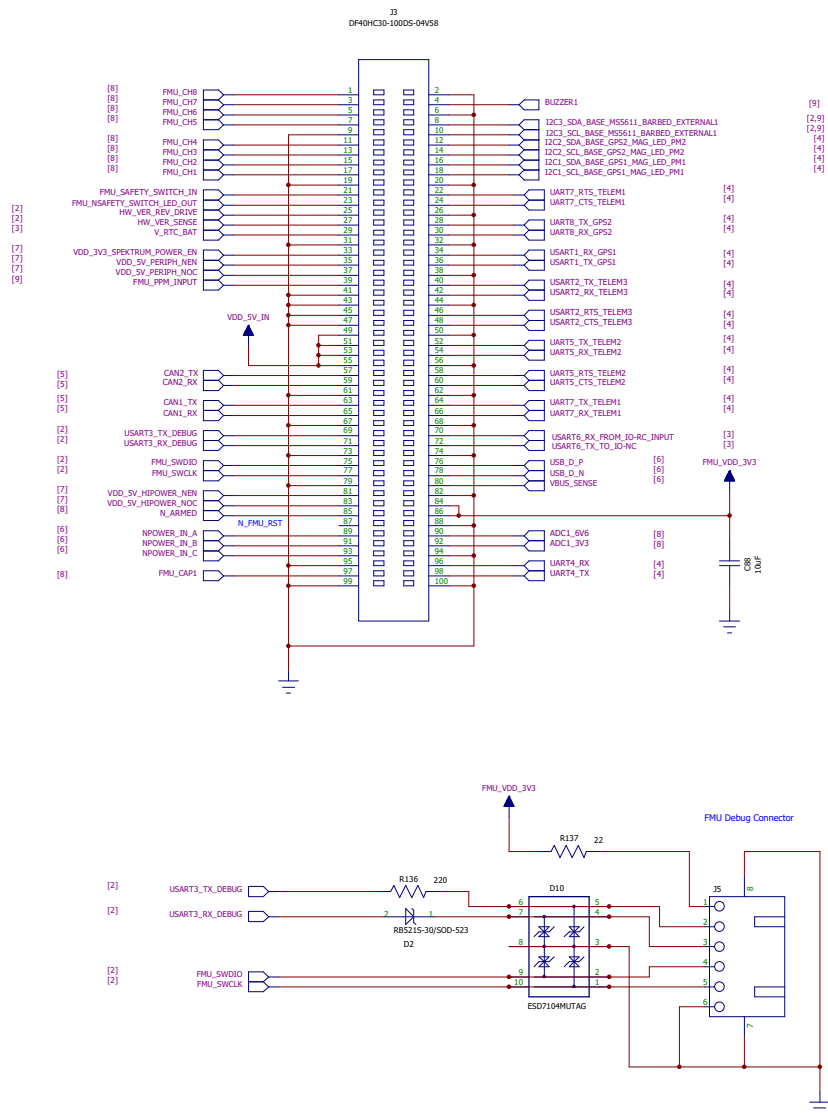 J3
DF40HC30-100DS-04V58
[8] FMU_CH8 1 2
[8] FMU_CH7 3 4 BUZZER1 [9]
[8] FMU_CH6 5 6
[8] FMU_CH5 7 8 I2C3_SDA_BASE_MS5611_BARBED_EXTERNAL1 [2,9]
9 10 I2C3_SCL_BASE_MS5611_BARBED_EXTERNAL1 [2,9]
[8] FMU_CH4 11 12 I2C2_SDA_BASE_GPS2_MAG_LED_PM2 [4]
[8] FMU_CH3 13 14 I2C2_SCL_BASE_GPS2_MAG_LED_PM2 [4]
[8] FMU_CH2 15 16 I2C1_SDA_BASE_GPS1_MAG_LED_PM1 [4]
[8] FMU_CH1 17 18 I2C1_SCL_BASE_GPS1_MAG_LED_PM1 [4]
19 20
FMU_SAFETY_SWITCH_IN 21 22 UART7_RTS_TELEM1 [4]
FMU_NSAFETY_SWITCH_LED_OUT 23 24 UART7_CTS_TELEM1 [4]
[2] HW_VER_REV_DRIVE 25 26
[2] HW_VER_SENSE 27 28 UART8_TX_GPS2 [4]
[3] V_RTC_BAT 29 30 UART8_RX_GPS2 [4]
31 32
[7] VDD_3V3_SPEKTRUM_POWER_EN 33 34 USART1_RX_GPS1 [4]
[7] VDD_5V_PERIPH_NEN 35 36 USART1_TX_GPS1 [4]
[7] VDD_5V_PERIPH_NOC 37 38
[9] FMU_PPM_INPUT 39 40 USART2_TX_TELEM3 [4]
41 42 USART2_RX_TELEM3 [4]
43 44
45 46 USART2_RTS_TELEM3 [4]
VDD_5V_IN 47 48 USART2_CTS_TELEM3 [4]
49 50
51 52 UART5_TX_TELEM2 [4]
53 54 UART5_RX_TELEM2 [4]
55 56
[5] CAN2_TX 57 58 UART5_RTS_TELEM2 [4]
[5] CAN2_RX 59 60 UART5_CTS_TELEM2 [4]
61 62
[5] CAN1_TX 63 64 UART7_TX_TELEM1 [4]
[5] CAN1_RX 65 66 UART7_RX_TELEM1 [4]
67 68
[2] USART3_TX_DEBUG 69 70 USART6_RX_FROM_IO-RC_INPUT [3]
[2] USART3_RX_DEBUG 71 72 USART6_TX_TO_IO-NC [3]
73 74
[2] FMU_SWDIO 75 76 USB_D_P [6] FMU_VDD_3V3
[2] FMU_SWCLK 77 78 USB_D_N [6]
79 80 VBUS_SENSE [6]
[7] VDD_5V_HIPOWER_NEN 81 82
[7] VDD_5V_HIPOWER_NOC 83 84
[8] N_ARMED 85 86
N_FMU_RST 87 88
[6] NPOWER_IN_A 89 90 ADC1_6V6 [8]
[6] NPOWER_IN_B 91 92 ADC1_3V3 [8]
[6] NPOWER_IN_C 93 94
95 96 UART4_RX [4]
[8] FMU_CAP1 97 98 UART4_TX [4]
99 100
C88
10uF
FMU_VDD_3V3
FMU Debug Connector
R137 22
R136 220
[2] USART3_TX_DEBUG
D10
J5
8
6 5 1
[2] USART3_RX_DEBUG 2 1 7 4 2
RB521S-30/SOD-523
D2
8 3 3
4
[2] FMU_SWDIO 9 2
[2] FMU_SWCLK 10 1 5
ESD7104MUTAG
6
7